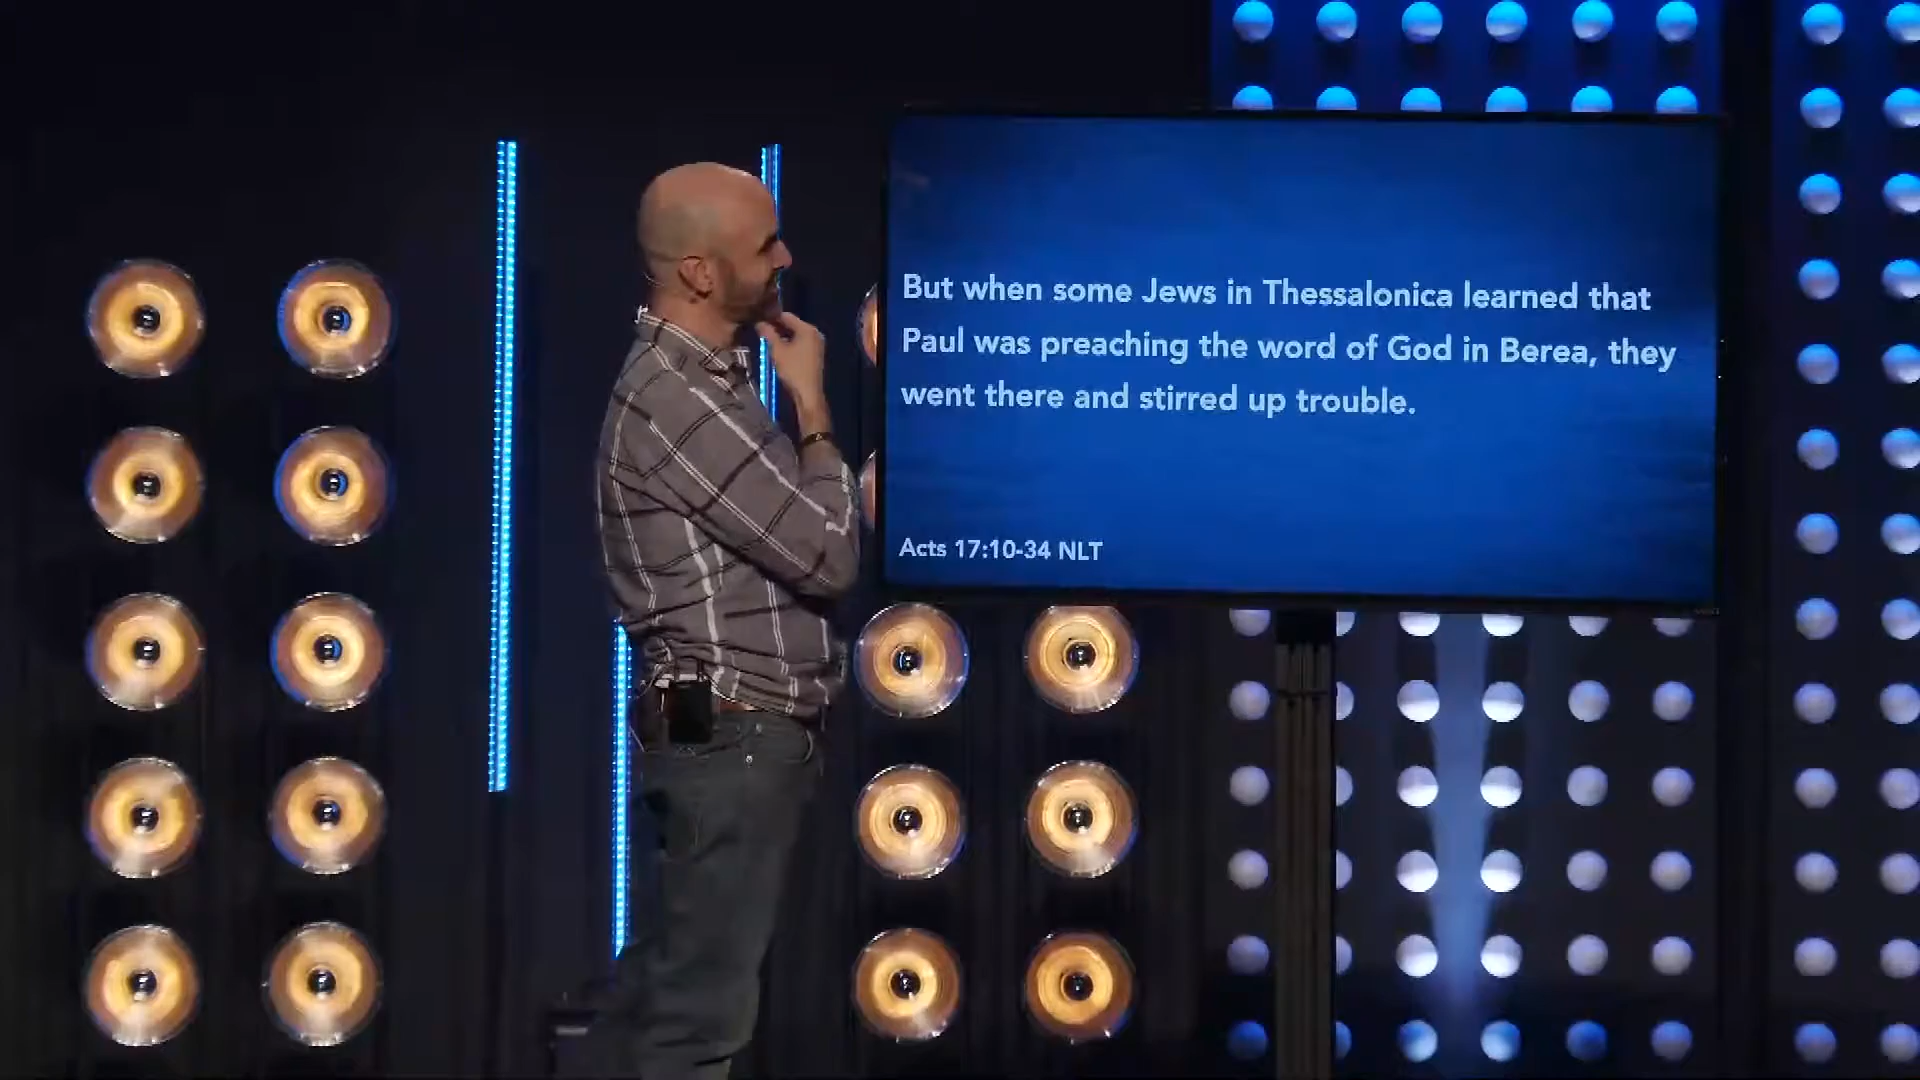 But when some Jews in Thessalonica learned that
Paul was preaching the word of God in Berea, they
went there and stirred up trouble.
Acts 17:10-34 NLT